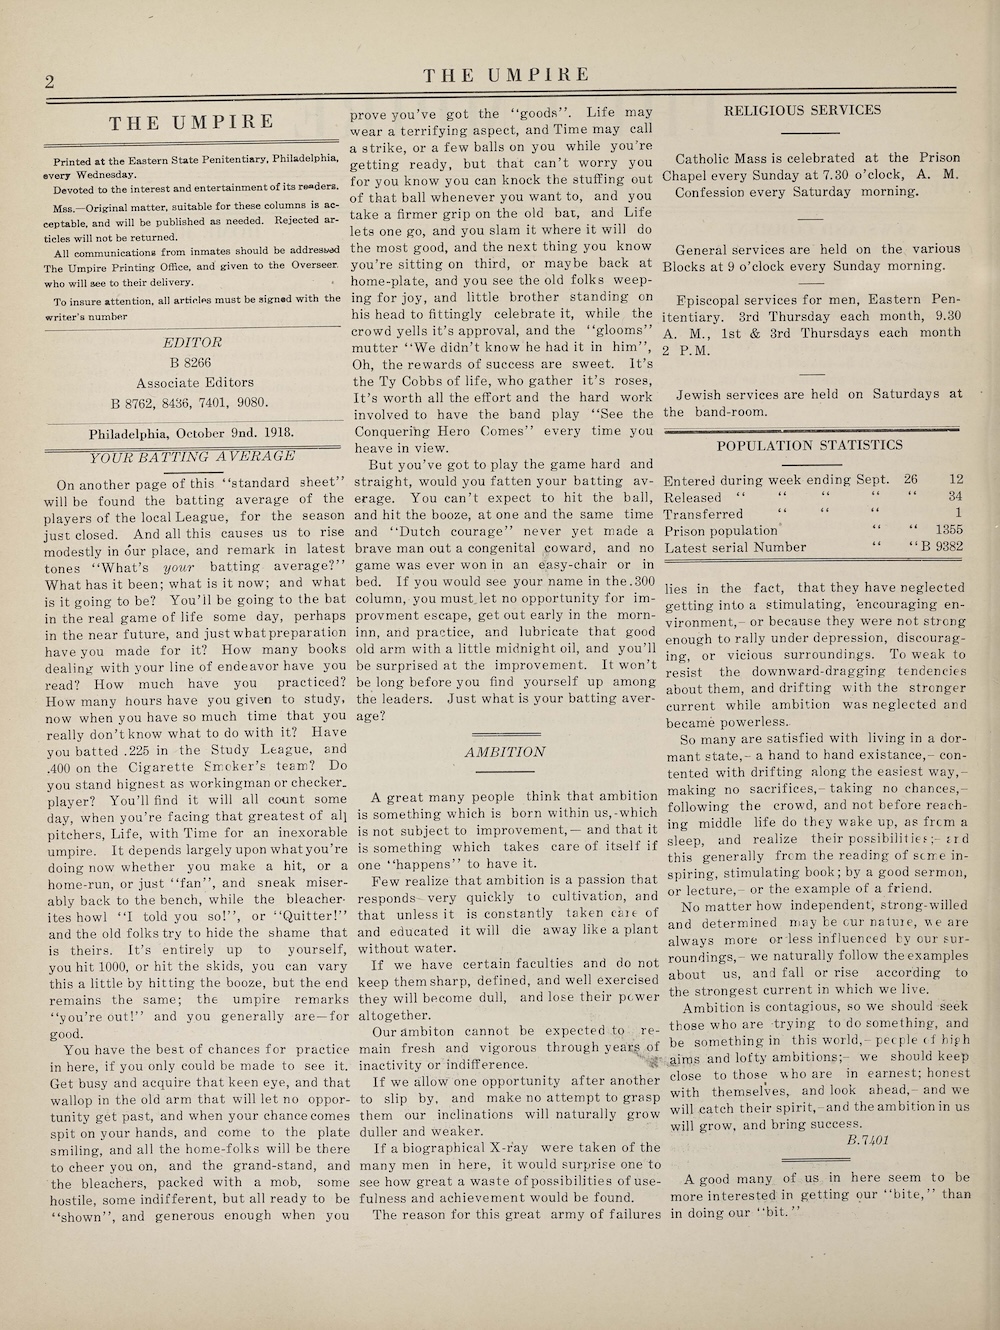 2
THE UMPIRE
THE UMPIRE
Printed at the Eastern State Penitentiary, Philadelphia,
every Wednesday.
Devoted to the interest and entertainment of its readers.
Mss.—Original matter, suitable for these columns is ac-
ceptable, and will be published as needed. Rejected ar-
ticles will not be returned.
All communications from inmates should be addressed
The Umpire Printing Office, and given to the Overseer.
who will see to their delivery.
To insure attention, all articles must be signed with the
writer's number
EDITOR
B 8266
Associate Editors
B 8762, 8436, 7401, 9080.
Philadelphia, October 9nd. 1918.
YOUR BATTING AVERAGE
On another page of this "standard sheet"
will be found the batting average of the
players of the local League, for the season
just closed. And all this causes us to rise
modestly in our place, and remark in latest
tones "What's your batting average?"
What has been; what is it now; and what
is it going to be? You'll be going to the bat
in the real game of life some day, perhaps
in the near future, and just what preparation
have you made for it? How many books
dealing with your line of endeavor have you
read? How much have you practiced?
How many hours have you given to study,
now when you have so much time that you
really don't know what to do with it? Have
you batted .225 in the Study League, and
.400 on the Cigarette Smoker's team? Do
you stand hignest as workingman or checker-
player? You'll find it will all count some
day, when you're facing that greatest of all
pitchers, Life, with Time for an inexorable
umpire. It depends largely upon what you're
doing now whether you make a hit, or a
home-run, or just "fan", and sneak miser-
ably back to the bench, while the bleacher-
ites howl "I told you so!", or "Quitter!"
and the old folks try to hide the shame that
is theirs. It's entirely up to yourself,
you hit 1000, or hit the skids, you can vary
this a little by hitting the booze, but the end
remains the same; the umpire remarks
"you're out!" and you generally are—for
good.
You have the best of chances for practice
in here, if you only could be made to see it.
Get busy and acquire that keen eye, and that
wallop in the old arm that will let no oppor-
tunity get past, and when your chance comes
spit on your hands, and come to the plate
smiling, and all the home-folks will be there
to cheer you on, and the grand-stand, and
the bleachers, packed with a mob, some
hostile, some indifferent, but all ready to be
"shown", and generous enough when you
prove you've got the "goods". Life may
wear a terrifying aspect, and Time may call
a strike, or a few balls on you while you're
getting ready, but that can't worry you
for you know you can knock the stuffing out
of that ball whenever you want to, and you
take a firmer grip on the old bat, and Life
lets one go, and you slam it where it will do
the most good, and the next thing you know
you're sitting on third, or maybe back at
home-plate, and you see the old folks weep-
ing for joy, and little brother standing on
his head to fittingly celebrate it, while the
crowd yells it's approval, and the "glooms"
mutter "We didn't know he had it in him",
Oh, the rewards of success are sweet. It's
the Ty Cobbs of life, who gather it's roses,
It's worth all the effort and the hard work
involved to have the band play "See the
Conquering Hero Comes" every time you
heave in view.
But you've got to play the game hard and
straight, would you fatten your batting av-
erage. You can't expect to hit the ball,
and hit the booze, at one and the same time
and "Dutch courage" never yet made a
brave man out a congenital coward, and no
game was ever won in an easy-chair or in
bed. If you would see your name in the .300
column, you must let no opportunity for im-
provment escape, get out early in the morn-
inn, and practice, and lubricate that good
old arm with a little midnight oil, and you'll
be surprised at the improvement. It won't
be long before you find yourself up among
the leaders. Just what is your batting aver-
age?
AMBITION
A great many people think that ambition
is something which is born within us,-which
is not subject to improvement,— and that it
is something which takes care of itself if
one "happens" to have it.
Few realize that ambition is a passion that
responds very quickly to cultivation, and
that unless it is constantly taken care of
and educated it will die away like a plant
without water.
If we have certain faculties and do not
keep them sharp, defined, and well exercised
they will become dull, and lose their power
altogether.
Our ambiton cannot be expected to re-
main fresh and vigorous through years of
inactivity or indifference.
If we allow one opportunity after another
to slip by, and make no attempt to grasp
them our inclinations will naturally grow
duller and weaker.
If a biographical X-ray were taken of the
many men in here, it would surprise one to
see how great a waste of possibilities of use-
fulness and achievement would be found.
The reason for this great army of failures
RELIGIOUS SERVICES
Catholic Mass is celebrated at the Prison
Chapel every Sunday at 7.30 o'clock, A. M.
Confession every Saturday morning.
General services are held on the various
Blocks at 9 o'clock every Sunday morning.
Episcopal services for men, Eastern Pen-
itentiary. 3rd Thursday each month, 9.30
A. M., 1st & 3rd Thursdays each month
2 P.M.
Jewish services are held on Saturdays at
the band-room.
POPULATION STATISTICS
Entered during week ending Sept. 26 12
Released " " " " " 34
Transferred " " " 1
Prison population " " 1355
Latest serial Number " " B 9382
lies in the fact, that they have neglected
getting into a stimulating, encouraging en-
vironment,- or because they were not strong
enough to rally under depression, discourag-
ing, or vicious surroundings. To weak to
resist the downward-dragging tendencies
about them, and drifting with the stronger
current while ambition was neglected and
became powerless.
So many are satisfied with living in a dor-
mant state,- a hand to hand existance,- con-
tented with drifting along the easiest way,-
making no sacrifices,- taking no chances,-
following the crowd, and not before reach-
ing middle life do they wake up, as from a
sleep, and realize their possibilities;- and
this generally from the reading of some in-
spiring, stimulating book; by a good sermon,
or lecture,- or the example of a friend.
No matter how independent, strong-willed
and determined may be our nature, we are
always more or less influenced by our sur-
roundings,- we naturally follow the examples
about us, and fall or rise according to
the strongest current in which we live.
Ambition is contagious, so we should seek
those who are trying to do something, and
be something in this world,- people of high
aims and lofty ambitions;- we should keep
close to those who are in earnest; honest
with themselves, and look ahead,- and we
will catch their spirit,-and the ambition in us
will grow, and bring success.
B.7401
A good many of us in here seem to be
more interested in getting our "bite," than
in doing our "bit."